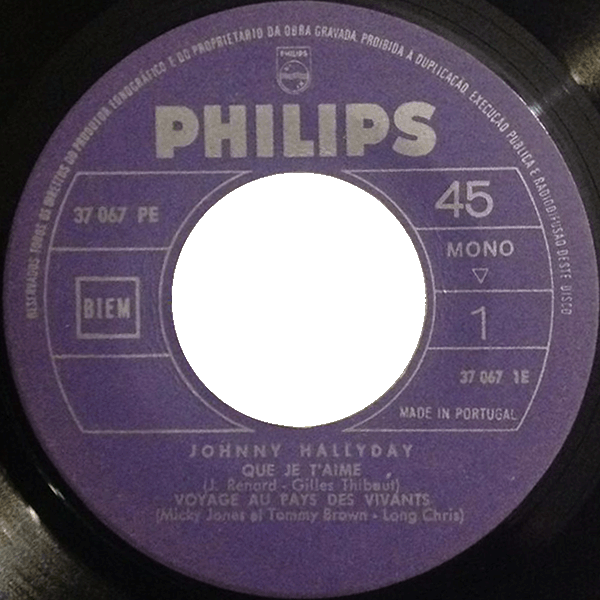 RESERVADOS TODOS OS DIREITOS DO PRODUTOR FONOGRÁFICO E DO PROPRIETÁRIO DA OBRA GRAVADA. PROIBIDA A DUPLICAÇÃO, EXECUÇÃO PÚBLICA E RADIODIFUSÃO DESTE DISCO
PHILIPS
PHILIPS
37 067 PE
45
MONO
BIEM
1
37 067 1E
MADE IN PORTUGAL
JOHNNY HALLYDAY
QUE JE T'AIME
(J. Renard - Gilles Thibaut)
VOYAGE AU PAYS DES VIVANTS
(Micky Jones et Tommy Brown - Long Chris)